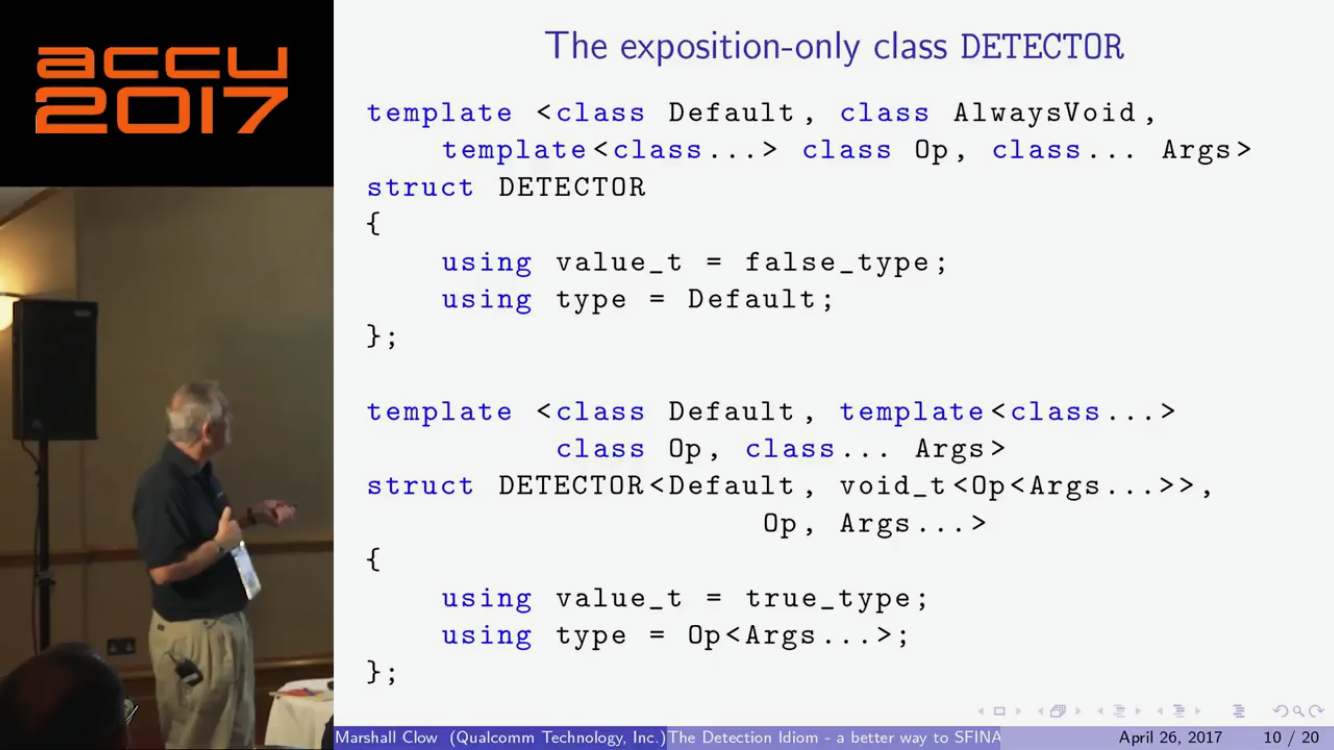 accu
2017
The exposition-only class DETECTOR
template <class Default, class AlwaysVoid,
    template<class...> class Op, class... Args>
struct DETECTOR
{
    using value_t = false_type;
    using type = Default;
};
template <class Default, template<class...>
          class Op, class... Args>
struct DETECTOR<Default, void_t<Op<Args...>>,
                     Op, Args...>
{
    using value_t = true_type;
    using type = Op<Args...>;
};
Marshall Clow (Qualcomm Technology, Inc.) The Detection Idiom - a better way to SFINA April 26, 2017 10 / 20